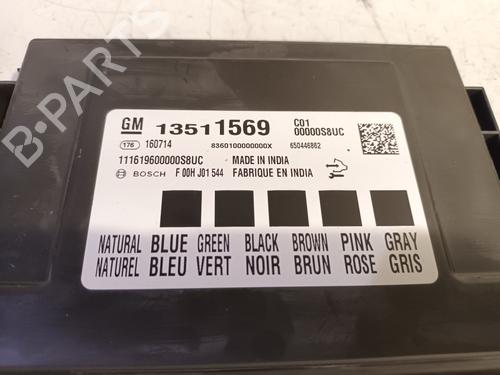 GM 13511569 C01
00000S8UC
176 160714 8360100000000X 650446862
111619600000S8UC MADE IN INDIA
BOSCH F 00H J01 544 FABRIQUE EN INDIA
NATURAL BLUE GREEN BLACK BROWN PINK GRAY
NATUREL BLEU VERT NOIR BRUN ROSE GRIS
B-PARTS